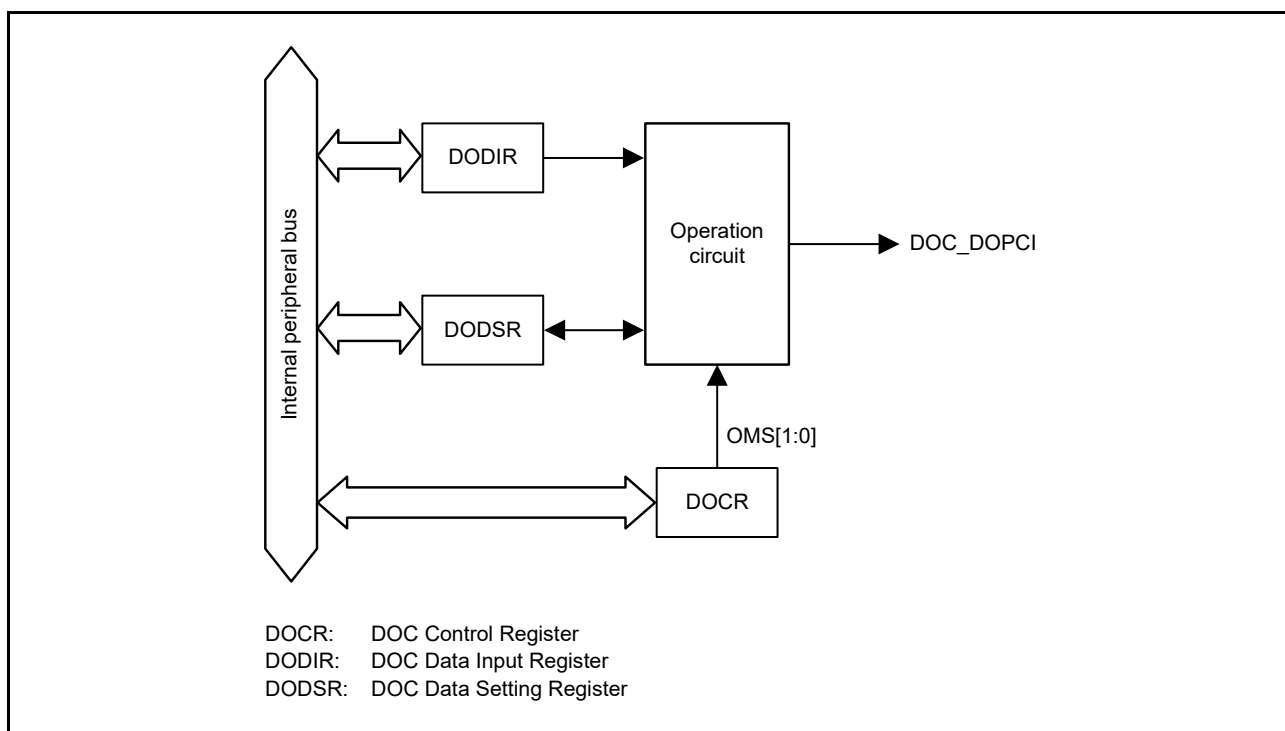 Internal peripheral bus
DODIR
Operation
circuit
DOC_DOPCI
DODSR
OMS[1:0]
DOCR
DOCR: DOC Control Register
DODIR: DOC Data Input Register
DODSR: DOC Data Setting Register